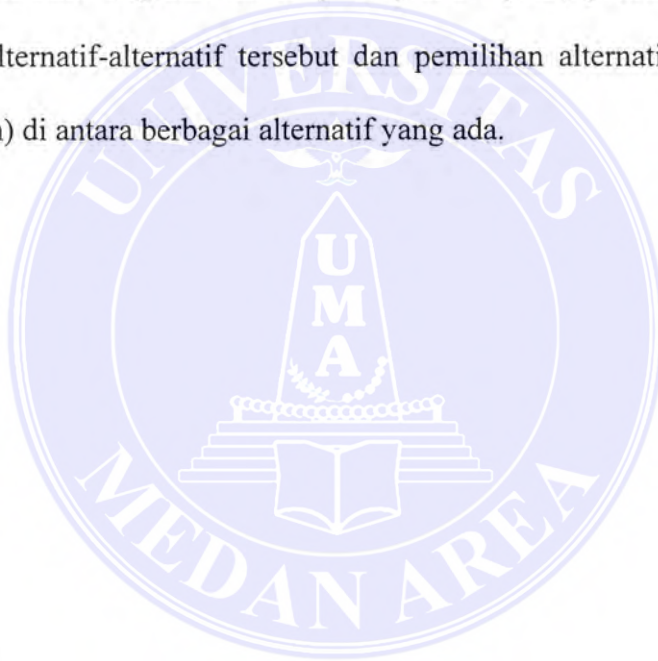 lternatif-alternatif tersebut dan pemilihan alternati
) di antara berbagai alternatif yang ada.
UNIVERSITAS
U
M
A
MEDAN AREA